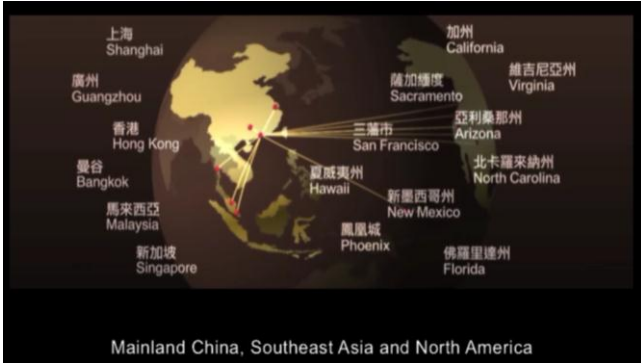 上海
Shanghai
廣州
Guangzhou
香港
Hong Kong
曼谷
Bangkok
馬來西亞
Malaysia
新加坡
Singapore
加州
California
維吉尼亞州
Virginia
薩加緬度
Sacramento
亞利桑那州
Arizona
三藩市
San Francisco
北卡羅來納州
North Carolina
夏威夷州
Hawaii
新墨西哥州
New Mexico
鳳凰城
Phoenix
佛羅里達州
Florida
Mainland China, Southeast Asia and North America